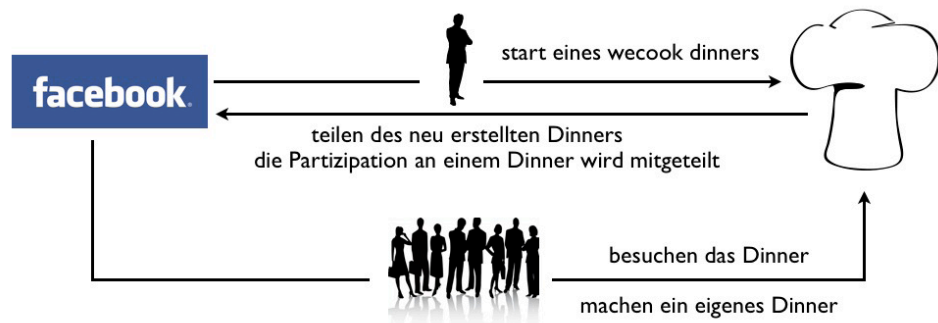 start eines wecook dinners
facebook.
teilen des neu erstellten Dinners
die Partizipation an einem Dinner wird mitgeteilt
besuchen das Dinner
machen ein eigenes Dinner